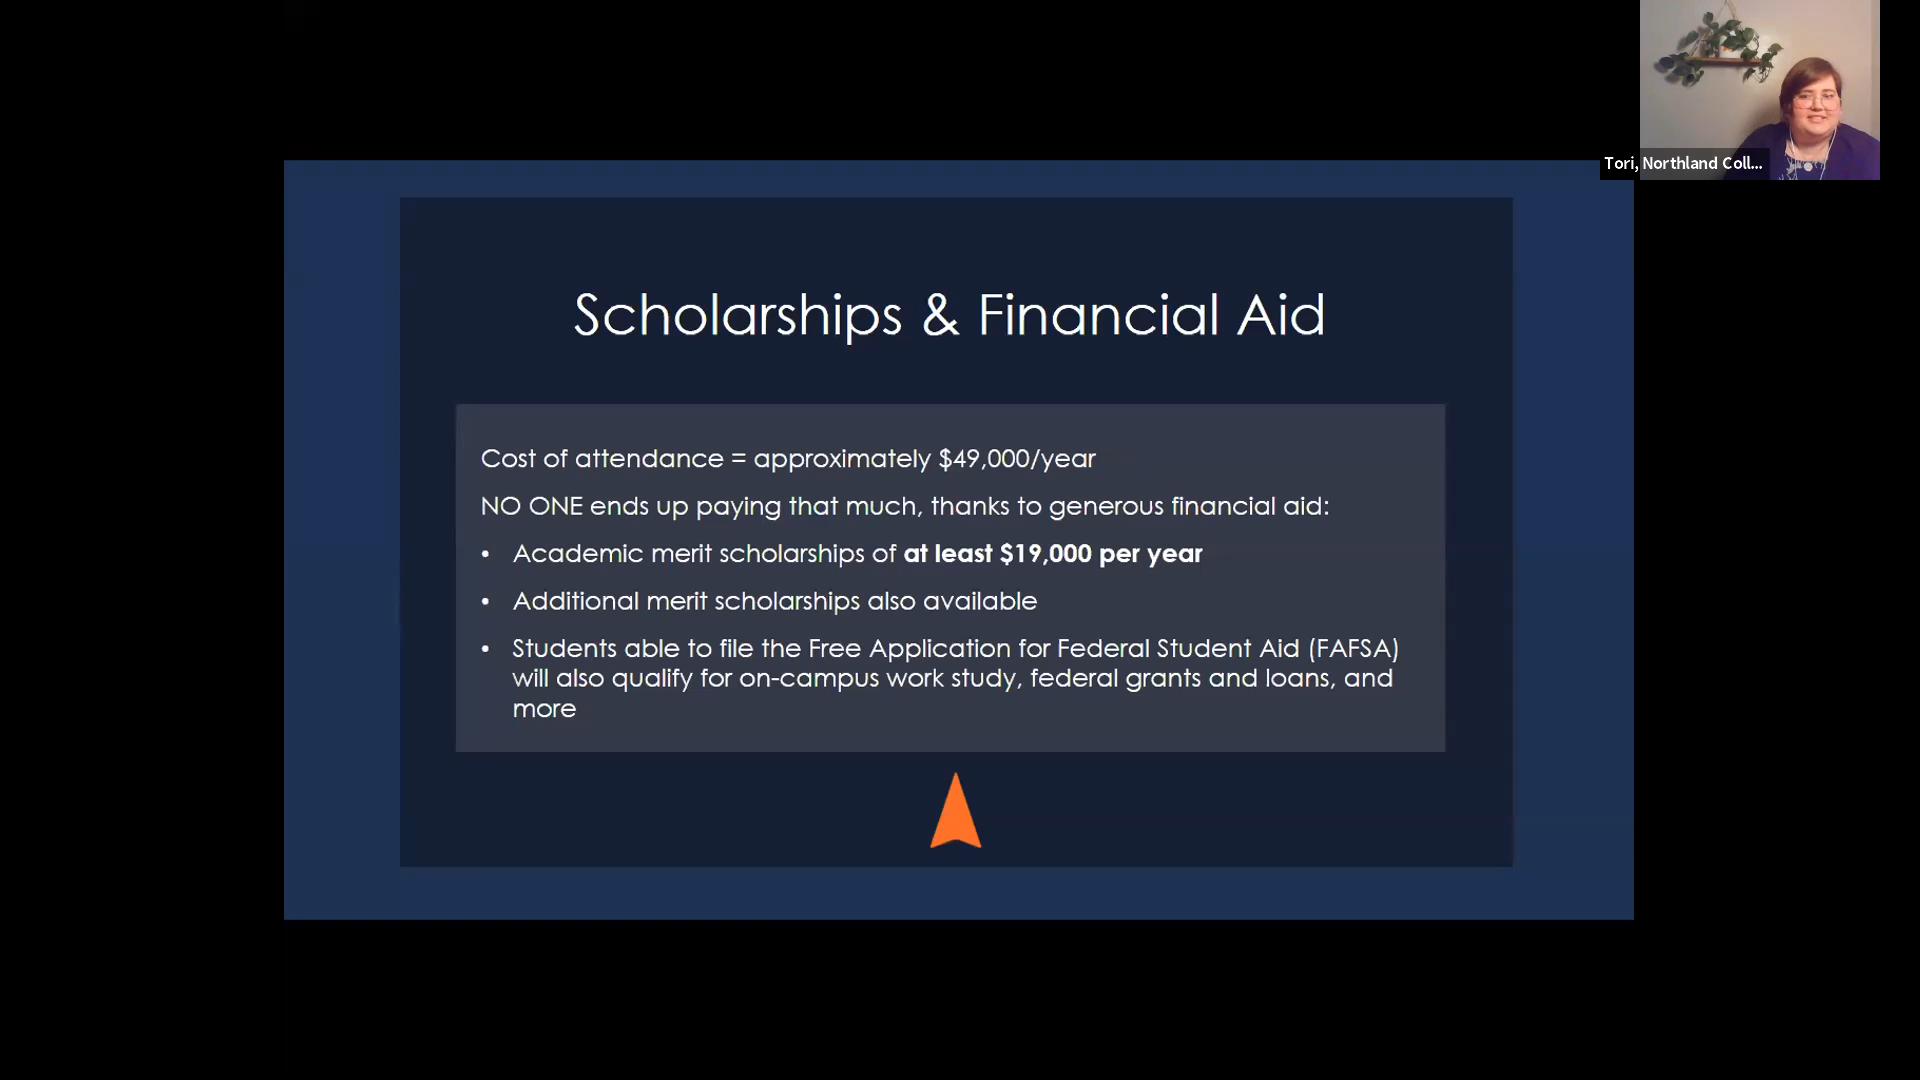 Tori, Northland Coll...
Scholarships & Financial Aid
Cost of attendance = approximately $49,000/year
NO ONE ends up paying that much, thanks to generous financial aid:
• Academic merit scholarships of at least $19,000 per year
• Additional merit scholarships also available
• Students able to file the Free Application for Federal Student Aid (FAFSA)
will also qualify for on-campus work study, federal grants and loans, and
more